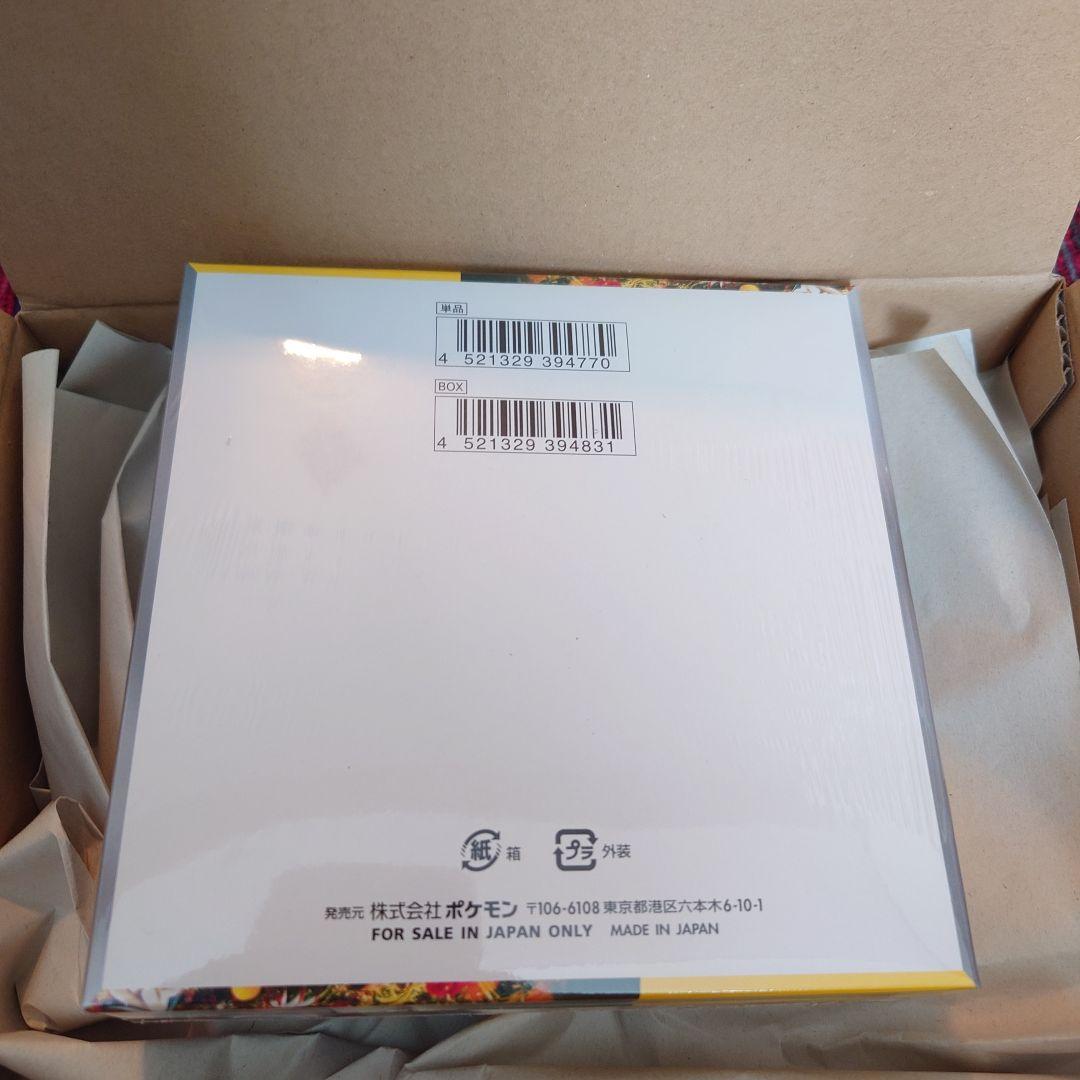 単品
4 521329 394770
BOX
4 521329 394831
紙 箱 プラ 外装
発売元 株式会社 ポケモン 〒106-6108 東京都港区六本木6-10-1
FOR SALE IN JAPAN ONLY MADE IN JAPAN